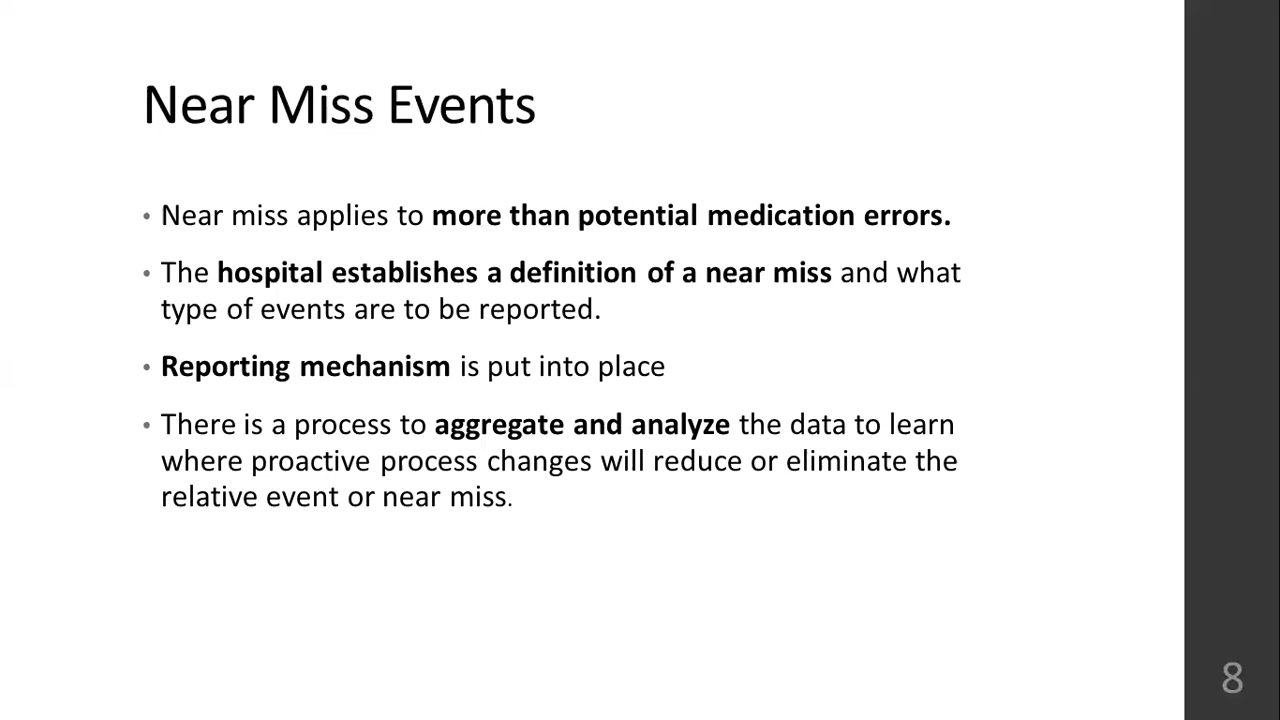 Near Miss Events
• Near miss applies to more than potential medication errors.
• The hospital establishes a definition of a near miss and what
type of events are to be reported.
• Reporting mechanism is put into place
• There is a process to aggregate and analyze the data to learn
where proactive process changes will reduce or eliminate the
relative event or near miss.
8